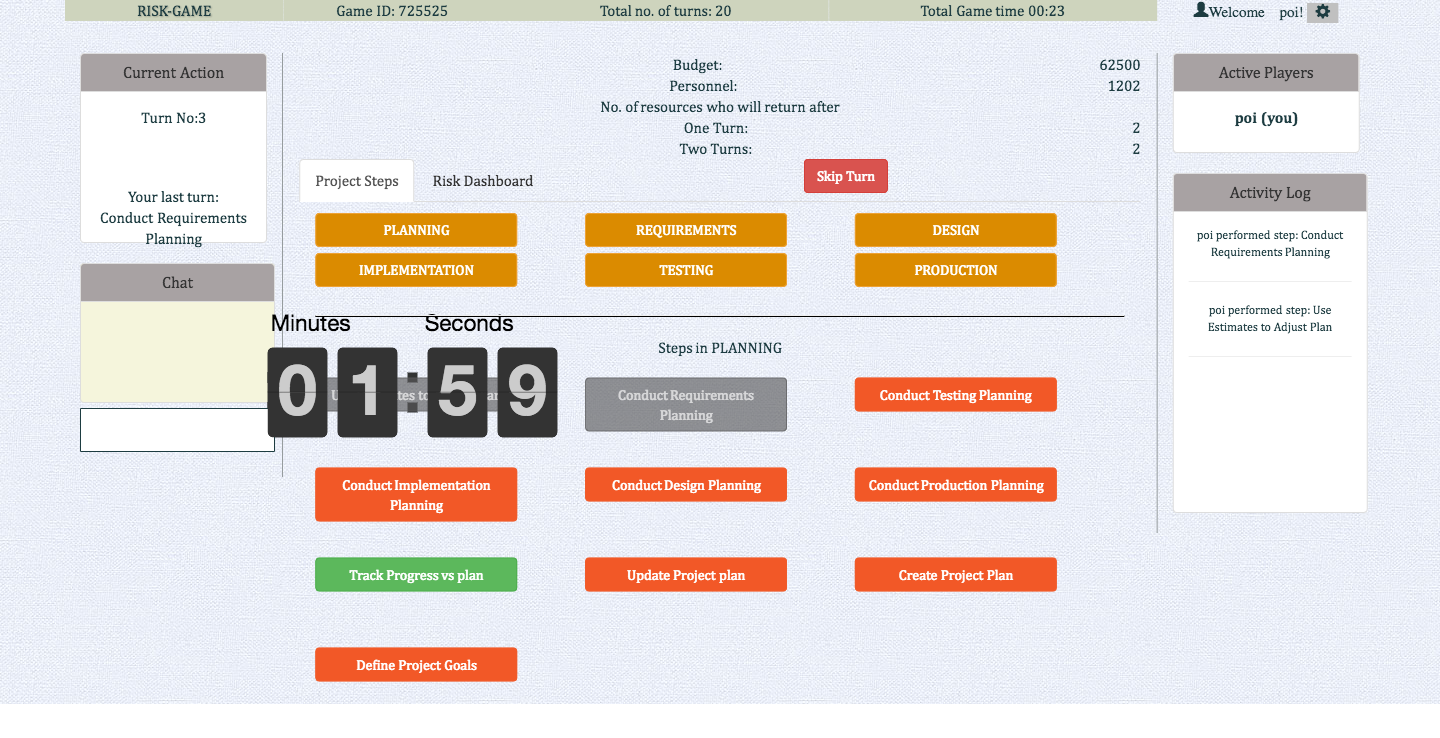 RISK-GAME
Game ID: 725525
Total no. of turns: 20
Total Game time 00:23
Welcome poi!
Current Action
Turn No:3
Your last turn:
Conduct Requirements
Planning
Chat
Budget: 62500
Personnel: 1202
No. of resources who will return after
One Turn: 2
Two Turns: 2
Project Steps
Risk Dashboard
Skip Turn
PLANNING
REQUIREMENTS
DESIGN
IMPLEMENTATION
TESTING
PRODUCTION
Minutes Seconds
01:59
Steps in PLANNING
Conduct Requirements
Planning
Conduct Testing Planning
Conduct Implementation
Planning
Conduct Design Planning
Conduct Production Planning
Track Progress vs plan
Update Project plan
Create Project Plan
Define Project Goals
Active Players
poi (you)
Activity Log
poi performed step: Conduct
Requirements Planning
poi performed step: Use
Estimates to Adjust Plan